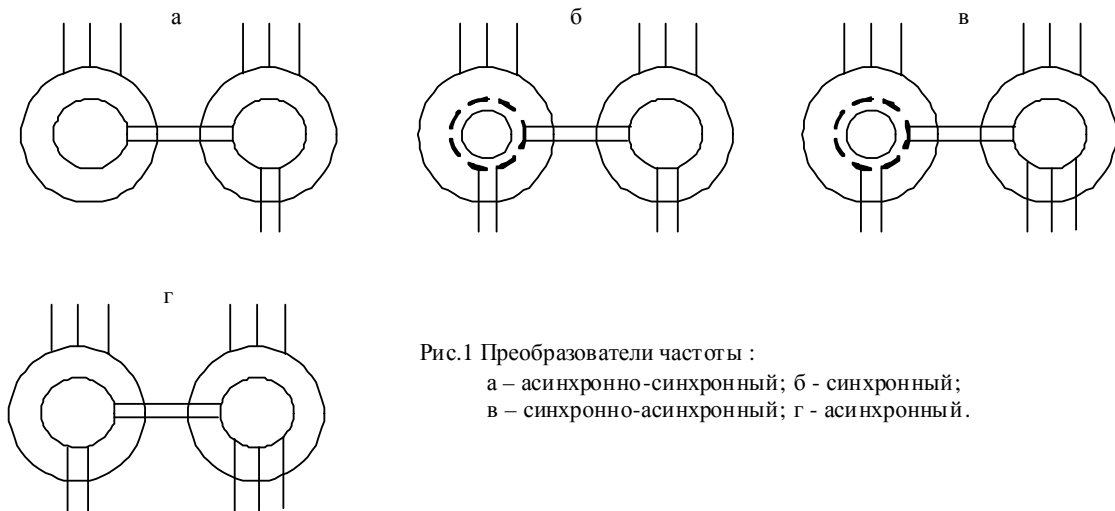 а
б
в
г
Рис.1 Преобразователи частоты :
а – асинхронно-синхронный; б - синхронный;
в – синхронно-асинхронный; г - асинхронный.